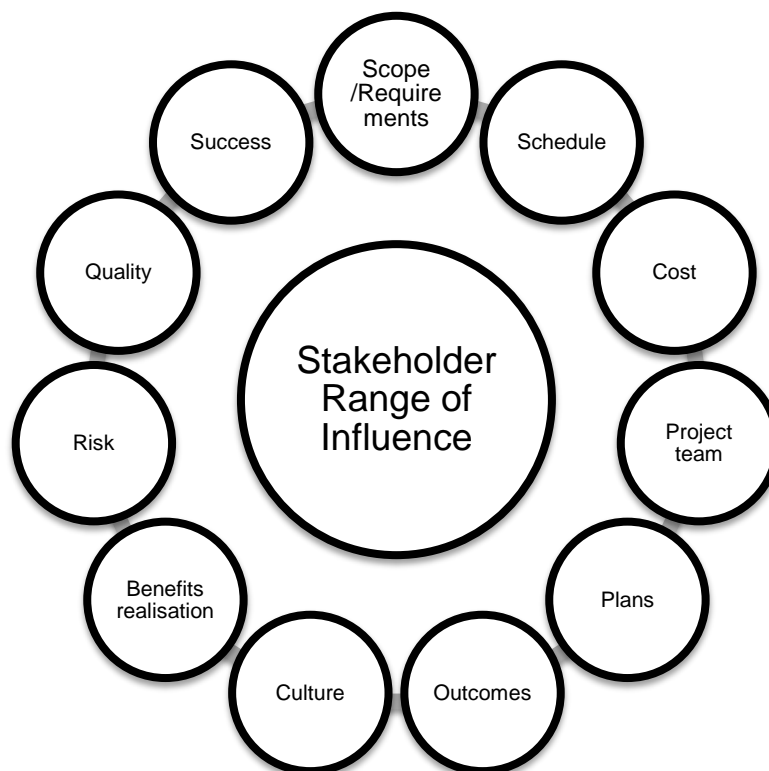 Scope
/Require
ments
Schedule
Cost
Project
team
Plans
Outcomes
Culture
Benefits
realisation
Risk
Quality
Success
Stakeholder
Range of
Influence